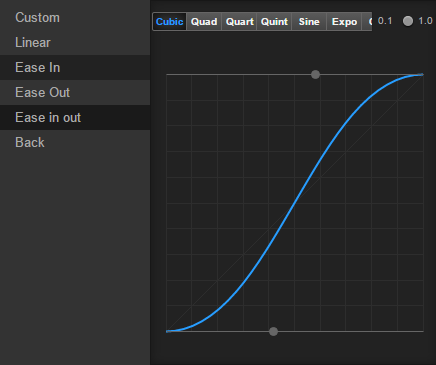 Custom
Linear
Ease In
Ease Out
Ease in out
Back
Cubic Quad Quart Quint Sine Expo 0.1 1.0